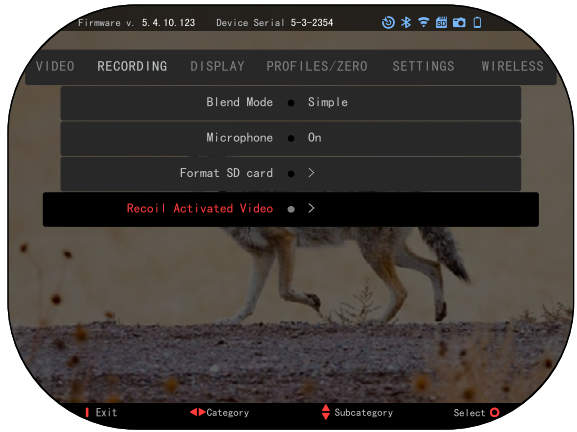 Firmware v. 5.4.10.123 Device Serial 5-3-2354 SD
VIDEO RECORDING DISPLAY PROFILES/ZERO SETTINGS WIRELESS
Blend Mode Simple
Microphone On
Format SD card >
Recoil Activated Video >
Exit Category Subcategory Select